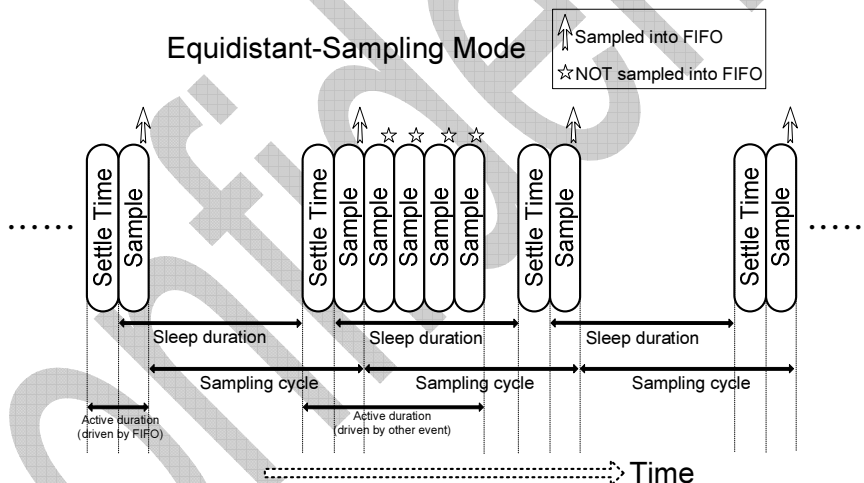 Equidistant-Sampling Mode
Sampled into FIFO
NOT sampled into FIFO
Settle Time
Sample
Settle Time
Sample
Sample
Sample
Sample
Sample
Settle Time
Sample
Settle Time
Sample
......
......
Sleep duration
Sleep duration
Sleep duration
Sampling cycle
Sampling cycle
Sampling cycle
Active duration
(driven by FIFO)
Active duration
(driven by other event)
Time